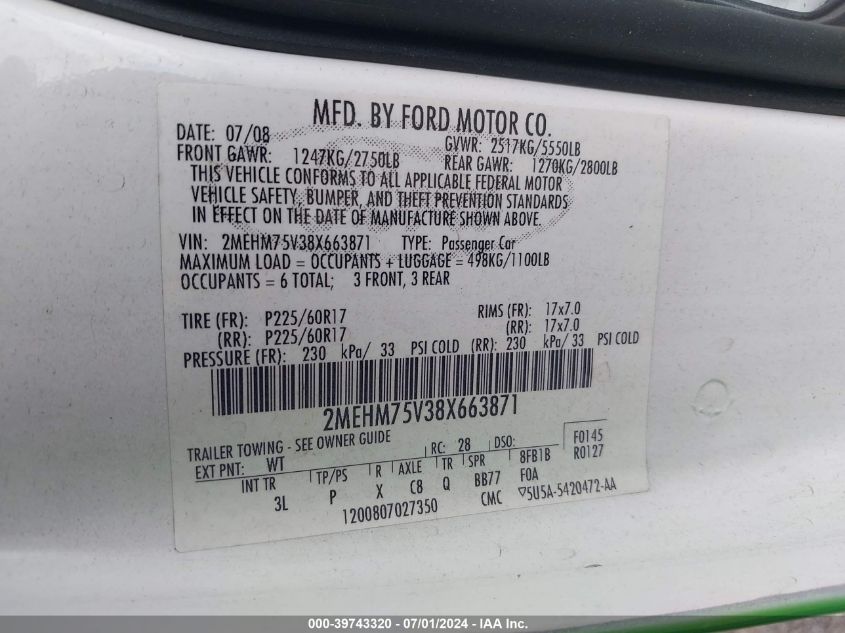 MFD. BY FORD MOTOR CO.
DATE: 07/08 GVWR: 2517KG/5550LB
FRONT GAWR: 1247KG/2750LB REAR GAWR: 1270KG/2800LB
THIS VEHICLE CONFORMS TO ALL APPLICABLE FEDERAL MOTOR
VEHICLE SAFETY, BUMPER, AND THEFT PREVENTION STANDARDS
IN EFFECT ON THE DATE OF MANUFACTURE SHOWN ABOVE.
VIN: 2MEHM75V38X663871 TYPE: Passenger Car
MAXIMUM LOAD = OCCUPANTS + LUGGAGE = 498KG/1100LB
OCCUPANTS = 6 TOTAL; 3 FRONT, 3 REAR
TIRE (FR): P225/60R17 RIMS (FR): 17x7.0
(RR): P225/60R17 (RR): 17x7.0
PRESSURE (FR): 230 kPa/ 33 PSI COLD (RR): 230 kPa/ 33 PSI COLD
2MEHM75V38X663871
TRAILER TOWING - SEE OWNER GUIDE
EXT PNT: WT RC: 28 DSO: F0145
INT TR TP/PS R AXLE TR SPR 8FB1B R0127
3L P X C8 Q BB77 FOA
1200807027350 CMC ▽5U5A-5420472-AA
000-39743320 - 07/01/2024 - IAA Inc.